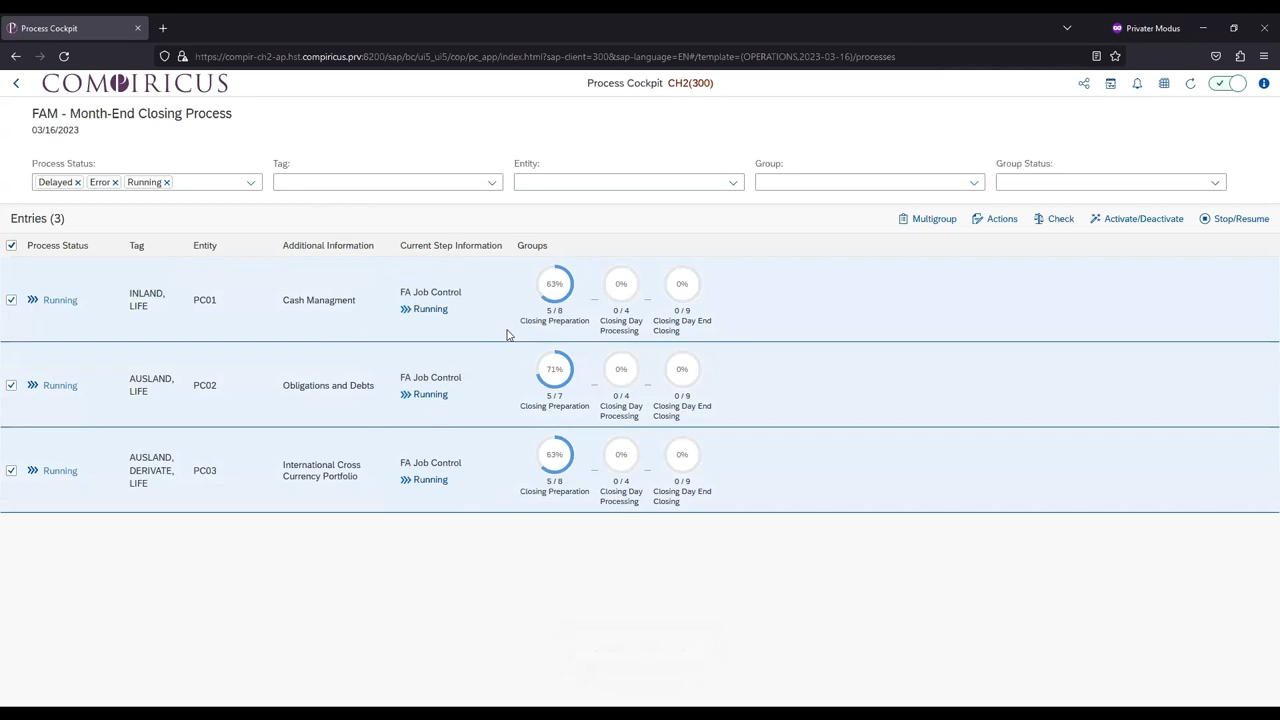 Process Cockpit
Privater Modus
https://compir-ch2-ap.hst.compiricus.prv:8200/sap/bc/ui5_ui5/cop/pc_app/index.html?sap-client=300&sap-language=EN#/template=(OPERATIONS,2023-03-16)/processes
COMPIRICUS
Process Cockpit CH2(300)
FAM - Month-End Closing Process
03/16/2023
Process Status: Tag: Entity: Group: Group Status:
Delayed Error Running
Entries (3) Multigroup Actions Check Activate/Deactivate Stop/Resume
Process Status Tag Entity Additional Information Current Step Information Groups
Running
INLAND,
LIFE
PC01
Cash Managment
FA Job Control
Running
63%
5 / 8
Closing Preparation
0%
0 / 4
Closing Day
Processing
0%
0 / 9
Closing Day End
Closing
Running
AUSLAND,
LIFE
PC02
Obligations and Debts
FA Job Control
Running
71%
5 / 7
Closing Preparation
0%
0 / 4
Closing Day
Processing
0%
0 / 9
Closing Day End
Closing
Running
AUSLAND,
DERIVATE,
LIFE
PC03
International Cross
Currency Portfolio
FA Job Control
Running
63%
5 / 8
Closing Preparation
0%
0 / 4
Closing Day
Processing
0%
0 / 9
Closing Day End
Closing